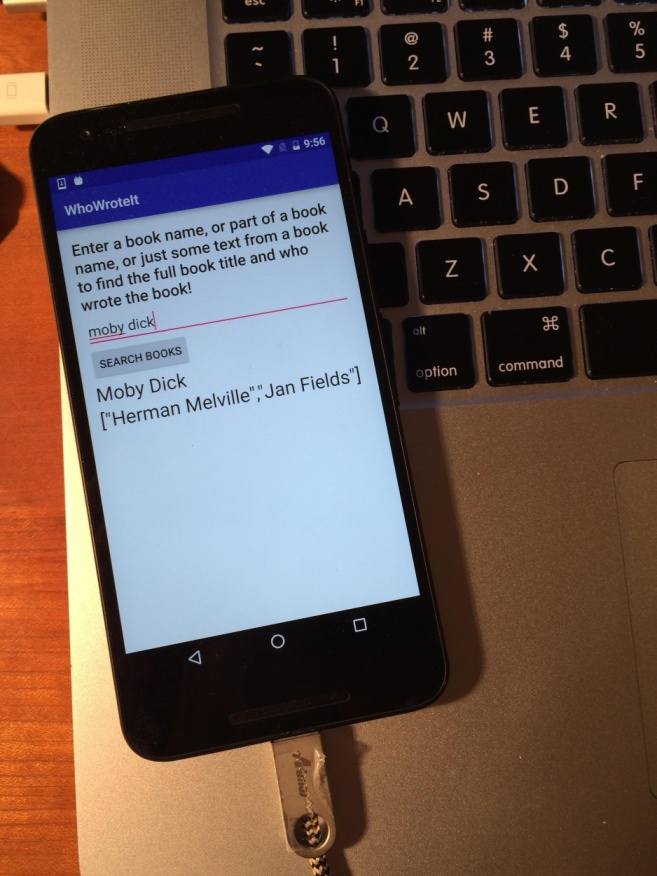 9:56
WhoWroteIt
Enter a book name, or part of a book
name, or just some text from a book
to find the full book title and who
wrote the book!
moby dick
SEARCH BOOKS
Moby Dick
["Herman Melville","Jan Fields"]
esc
F1
~ ! @ # $ %
` 1 2 3 4 5
Q W E R
A S D F
Z X C
alt ⌘
option command